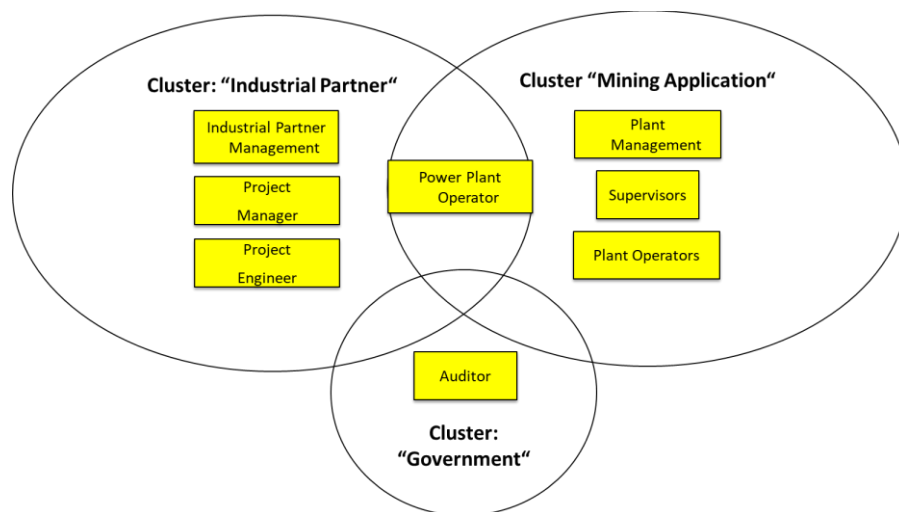 Cluster: “Industrial Partner“
Industrial Partner
Management
Project
Manager
Project
Engineer
Power Plant
Operator
Cluster “Mining Application“
Plant
Management
Supervisors
Plant Operators
Auditor
Cluster:
“Government“